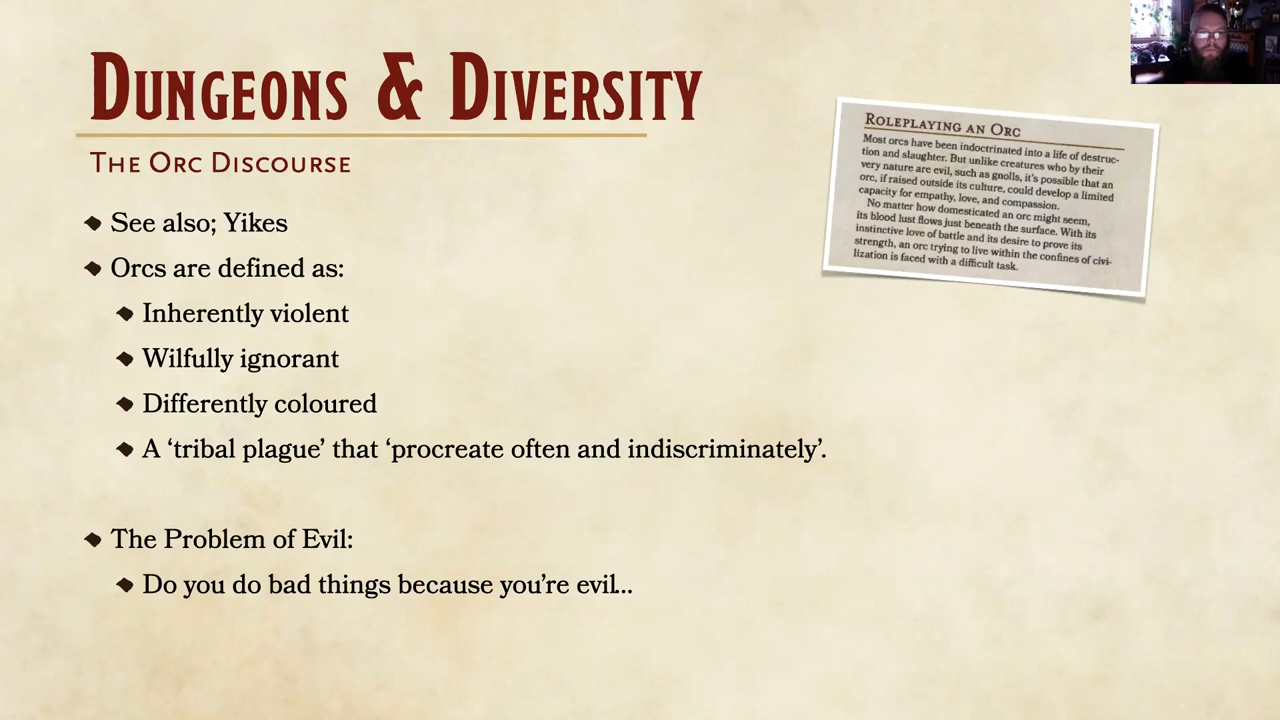 Dungeons & Diversity
The Orc Discourse
See also; Yikes
Orcs are defined as:
Inherently violent
Wilfully ignorant
Differently coloured
A ‘tribal plague’ that ‘procreate often and indiscriminately’.
The Problem of Evil:
Do you do bad things because you’re evil...
Roleplaying an Orc
Most orcs have been indoctrinated into a life of destruc-
tion and slaughter. But unlike creatures who by their
very nature are evil, such as gnolls, it’s possible that an
orc, if raised outside its culture, could develop a limited
capacity for empathy, love, and compassion.
No matter how domesticated an orc might seem,
its blood lust flows just beneath the surface. With its
instinctive love of battle and its desire to prove its
strength, an orc trying to live within the confines of civi-
lization is faced with a difficult task.